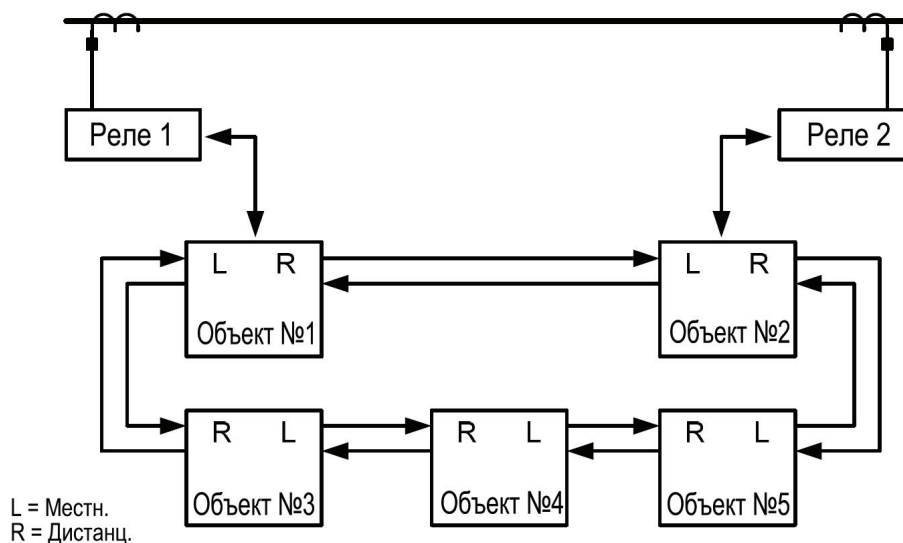 Реле 1
Реле 2
L R
Объект №1
L R
Объект №2
R L
Объект №3
R L
Объект №4
R L
Объект №5
L = Местн.
R = Дистанц.